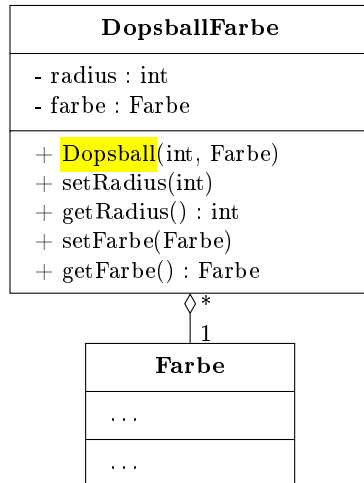 DopsballFarbe
- radius : int
- farbe : Farbe
+ Dopsball(int, Farbe)
+ setRadius(int)
+ getRadius() : int
+ setFarbe(Farbe)
+ getFarbe() : Farbe
*
1
Farbe
...
...